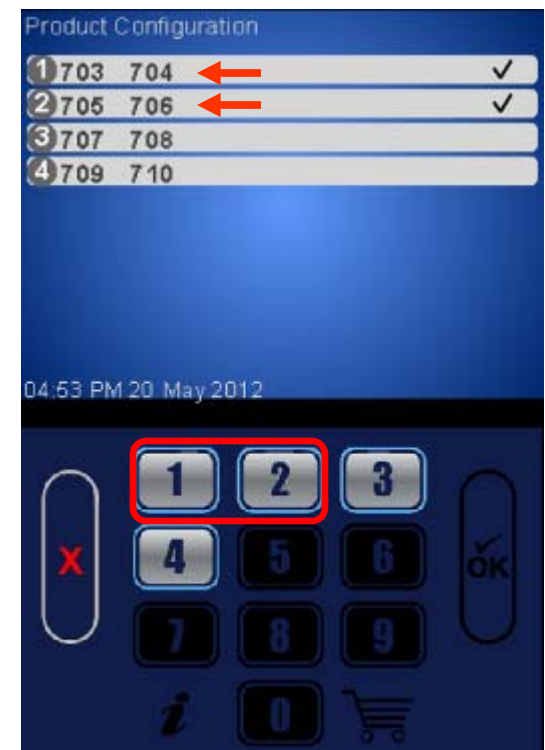 Product Configuration
1 703 704 ✓
2 705 706 ✓
3 707 708
4 709 710
04:53 PM 20 May 2012
1 2 3
X 4 5 6 OK
7 8 9
i 0